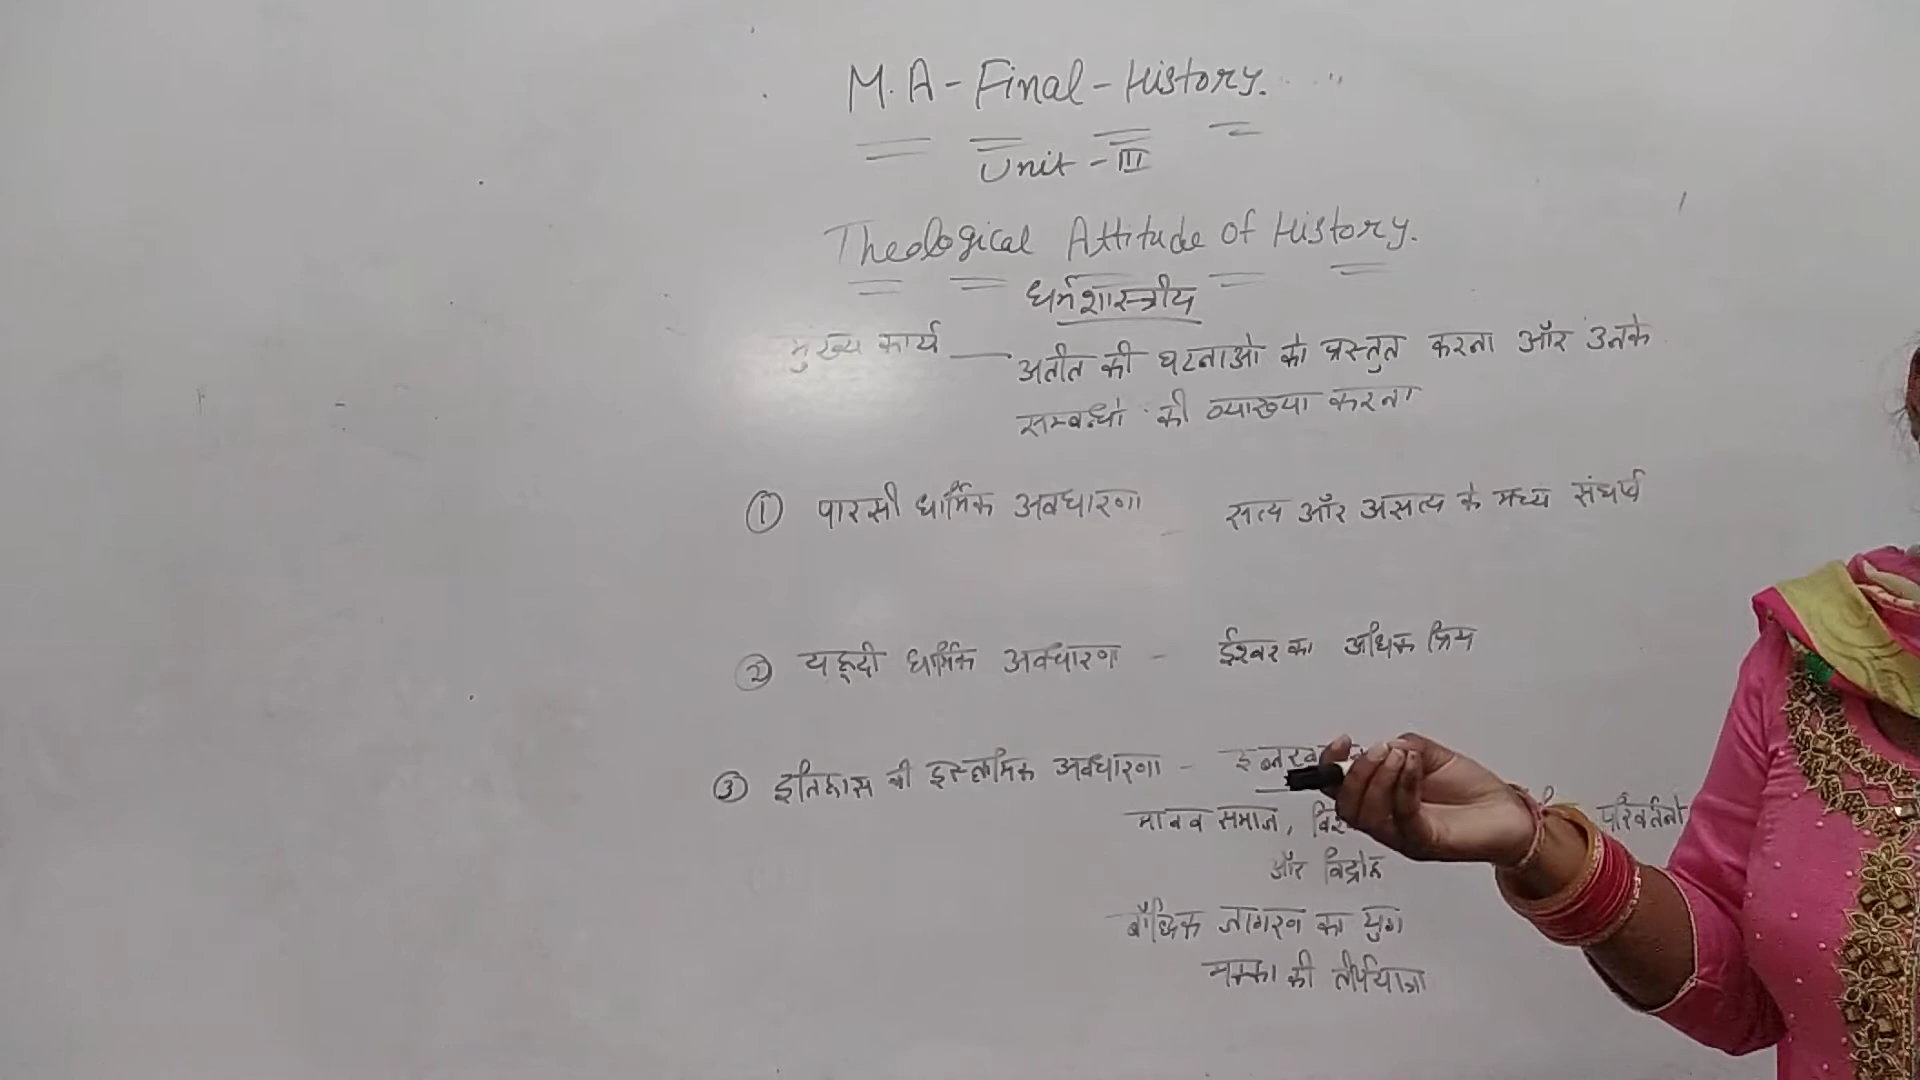 M.A - Final - History.
Unit - III
Theological Attitude of History.
धर्मशास्त्रीय
मुख्य कार्य — अतीत की घटनाओ को प्रस्तुत करना और उनके
सम्बन्धो की व्याख्या करना
① पारसी धार्मिक अवधारणा सत्य और असत्य के मध्य संघर्ष
② यहूदी धार्मिक अवधारणा - ईश्वर का अधिक प्रिय
③ इतिहास की इस्लामिक अवधारणा -
मानव समाज, परिवर्तनो
और विद्रोह
बौद्धिक जागरण का युग
मक्का की तीर्थयात्रा